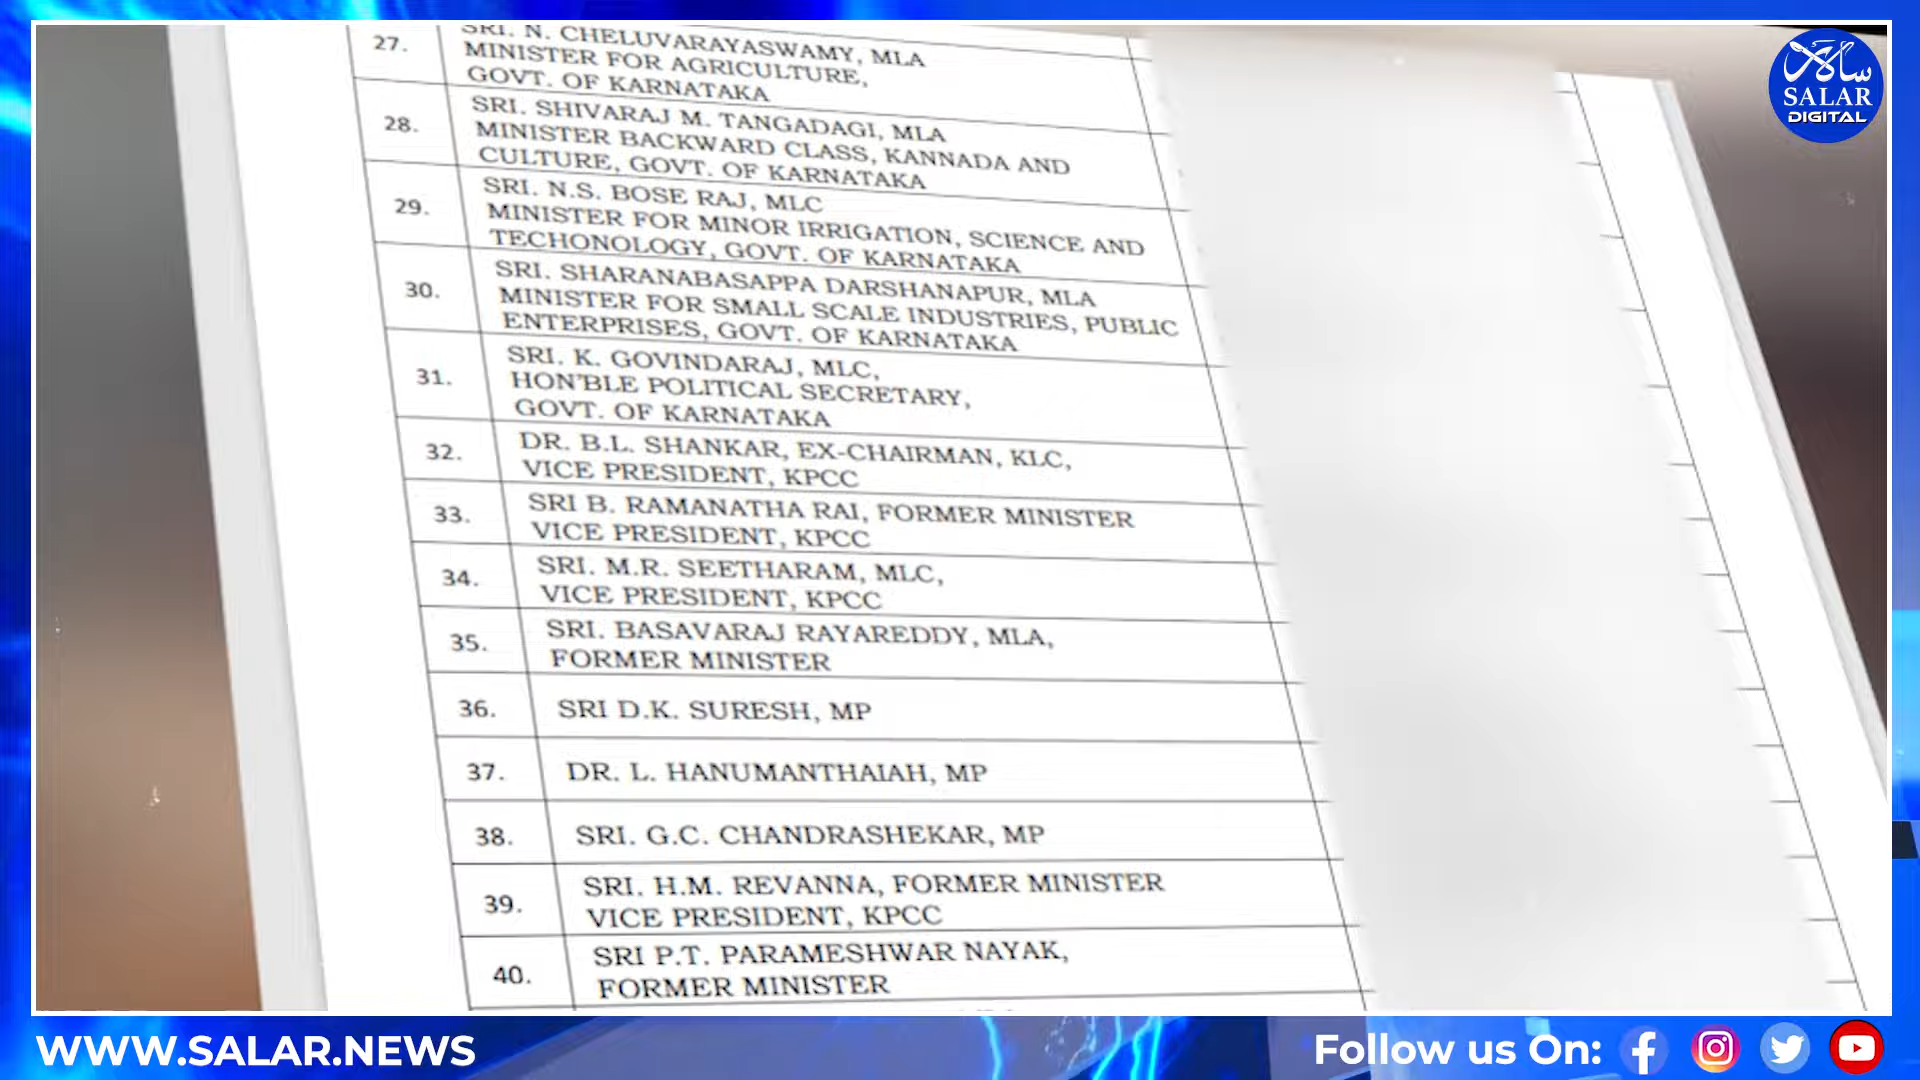 27.
SRI. N. CHELUVARAYASWAMY, MLA
MINISTER FOR AGRICULTURE,
GOVT. OF KARNATAKA
28.
SRI. SHIVARAJ M. TANGADAGI, MLA
MINISTER BACKWARD CLASS, KANNADA AND
CULTURE, GOVT. OF KARNATAKA
29.
SRI. N.S. BOSE RAJ, MLC
MINISTER FOR MINOR IRRIGATION, SCIENCE AND
TECHONOLOGY, GOVT. OF KARNATAKA
30.
SRI. SHARANABASAPPA DARSHANAPUR, MLA
MINISTER FOR SMALL SCALE INDUSTRIES, PUBLIC
ENTERPRISES, GOVT. OF KARNATAKA
31.
SRI. K. GOVINDARAJ, MLC,
HON'BLE POLITICAL SECRETARY,
GOVT. OF KARNATAKA
32.
DR. B.L. SHANKAR, EX-CHAIRMAN, KLC,
VICE PRESIDENT, KPCC
33.
SRI B. RAMANATHA RAI, FORMER MINISTER
VICE PRESIDENT, KPCC
34.
SRI. M.R. SEETHARAM, MLC,
VICE PRESIDENT, KPCC
35.
SRI. BASAVARAJ RAYAREDDY, MLA,
FORMER MINISTER
36.
SRI D.K. SURESH, MP
37.
DR. L. HANUMANTHAIAH, MP
38.
SRI. G.C. CHANDRASHEKAR, MP
39.
SRI. H.M. REVANNA, FORMER MINISTER
VICE PRESIDENT, KPCC
40.
SRI P.T. PARAMESHWAR NAYAK,
FORMER MINISTER
سالار
SALAR
DIGITAL
WWW.SALAR.NEWS
Follow us On: